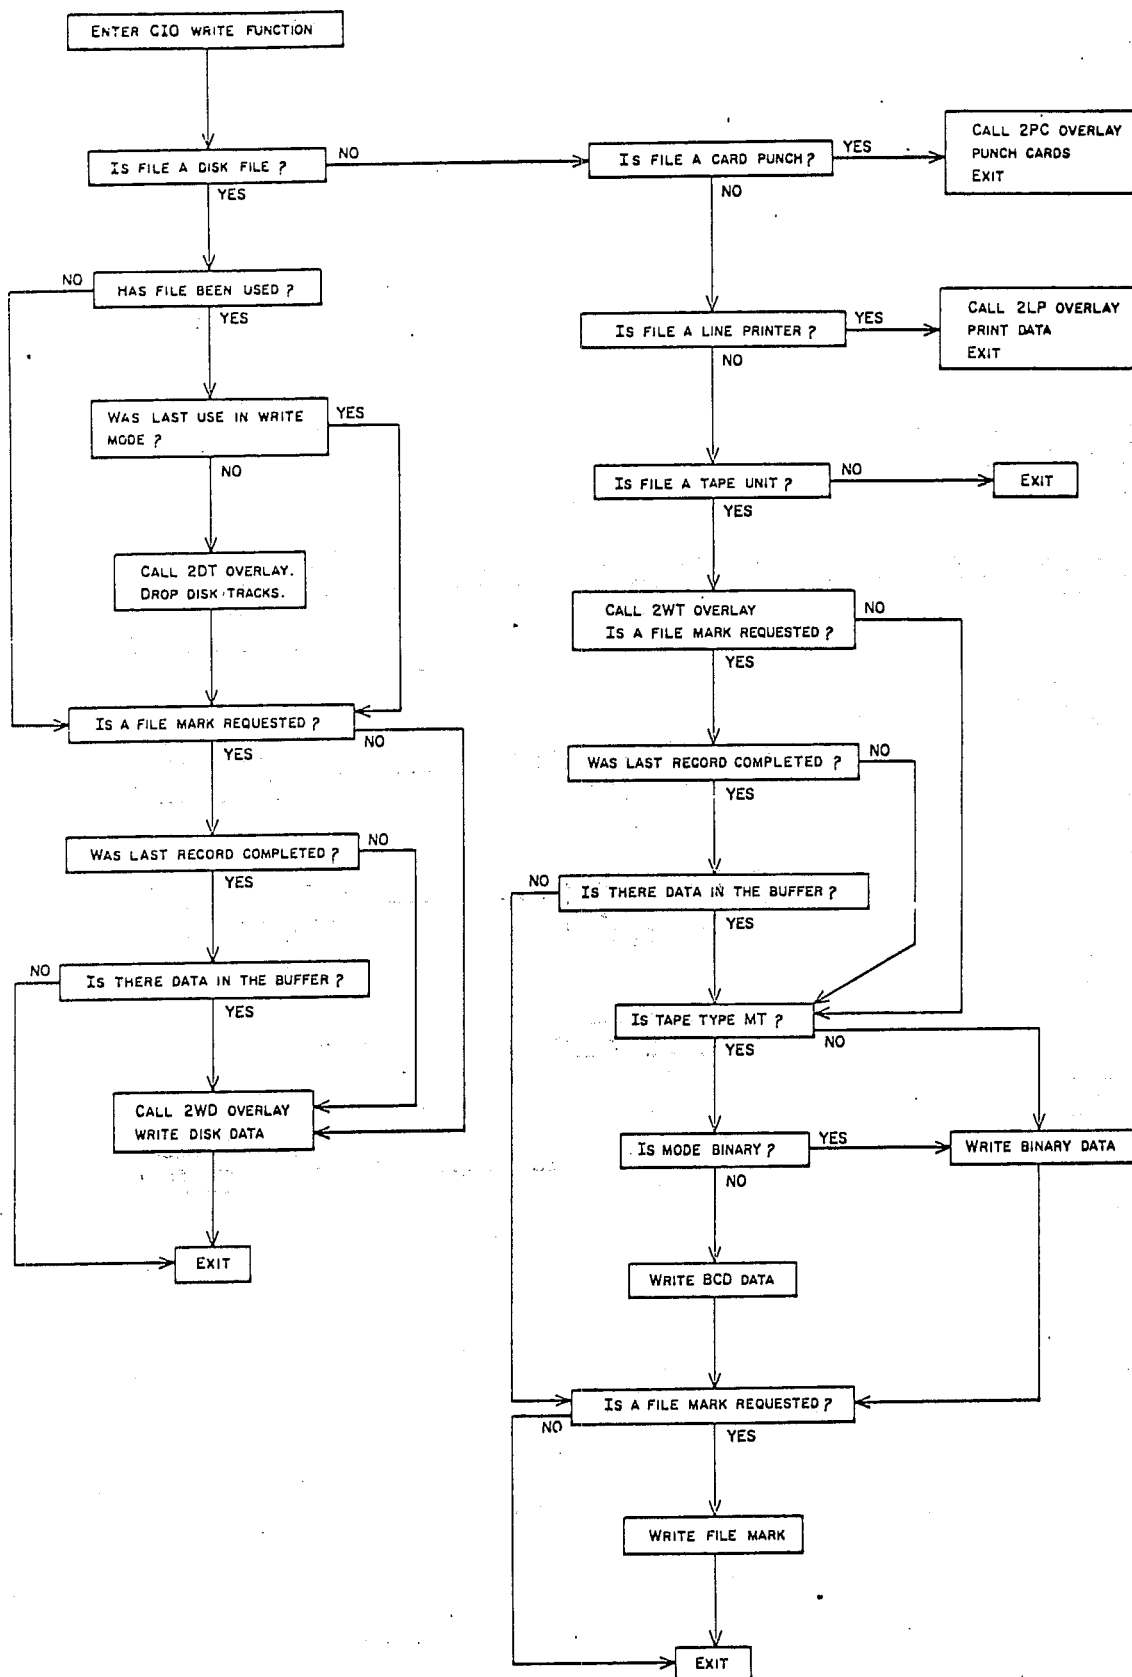 ENTER CIO WRITE FUNCTION
IS FILE A DISK FILE ?
NO
YES
IS FILE A CARD PUNCH ?
YES
NO
CALL 2PC OVERLAY
PUNCH CARDS
EXIT
NO
HAS FILE BEEN USED ?
YES
IS FILE A LINE PRINTER ?
YES
NO
CALL 2LP OVERLAY
PRINT DATA
EXIT
WAS LAST USE IN WRITE
MODE ?
YES
NO
IS FILE A TAPE UNIT ?
NO
YES
EXIT
CALL 2DT OVERLAY.
DROP DISK TRACKS.
CALL 2WT OVERLAY
IS A FILE MARK REQUESTED ?
NO
YES
IS A FILE MARK REQUESTED ?
YES
NO
WAS LAST RECORD COMPLETED ?
NO
YES
WAS LAST RECORD COMPLETED ?
NO
YES
NO
IS THERE DATA IN THE BUFFER ?
YES
NO
IS THERE DATA IN THE BUFFER ?
YES
IS TAPE TYPE MT ?
YES
NO
CALL 2WD OVERLAY
WRITE DISK DATA
IS MODE BINARY ?
YES
NO
WRITE BINARY DATA
EXIT
WRITE BCD DATA
IS A FILE MARK REQUESTED ?
NO
YES
WRITE FILE MARK
EXIT